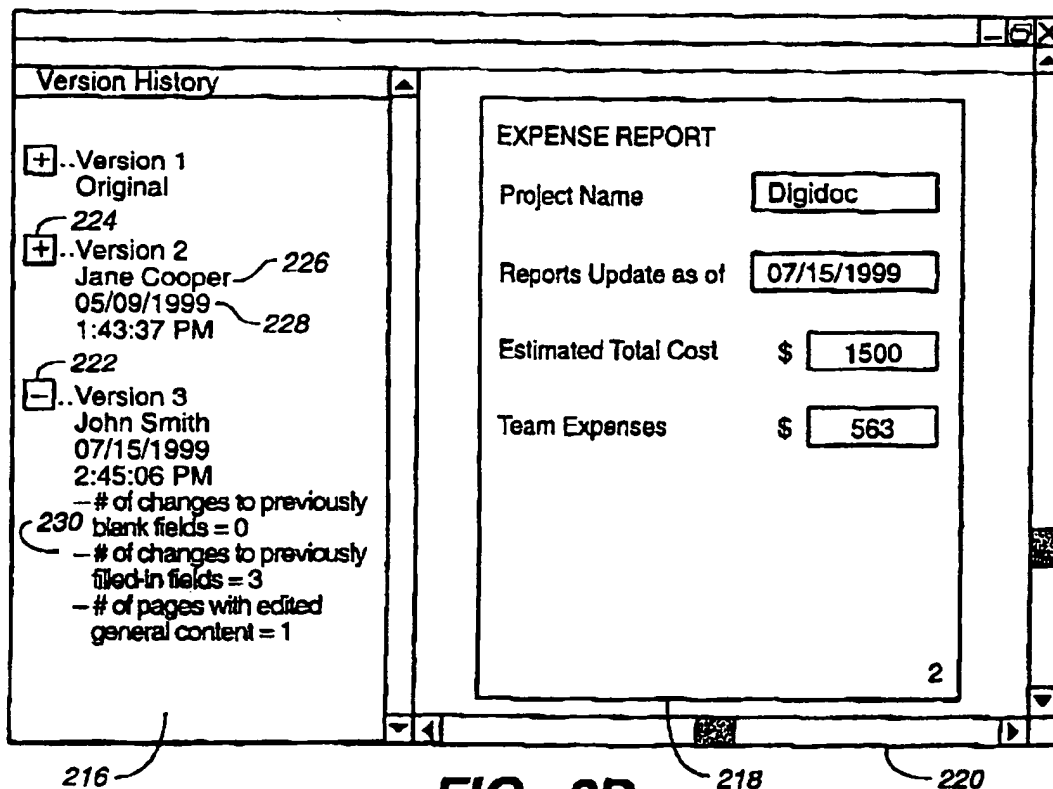 Version History
+ ..Version 1
Original
224
+ ..Version 2
Jane Cooper 226
05/09/1999
1:43:37 PM 228
222
- ..Version 3
John Smith
07/15/1999
2:45:06 PM
– # of changes to previously
230 blank fields = 0
– # of changes to previously
filled-in fields = 3
– # of pages with edited
general content = 1
216
EXPENSE REPORT
Project Name Digidoc
Reports Update as of 07/15/1999
Estimated Total Cost $ 1500
Team Expenses $ 563
2
218
220